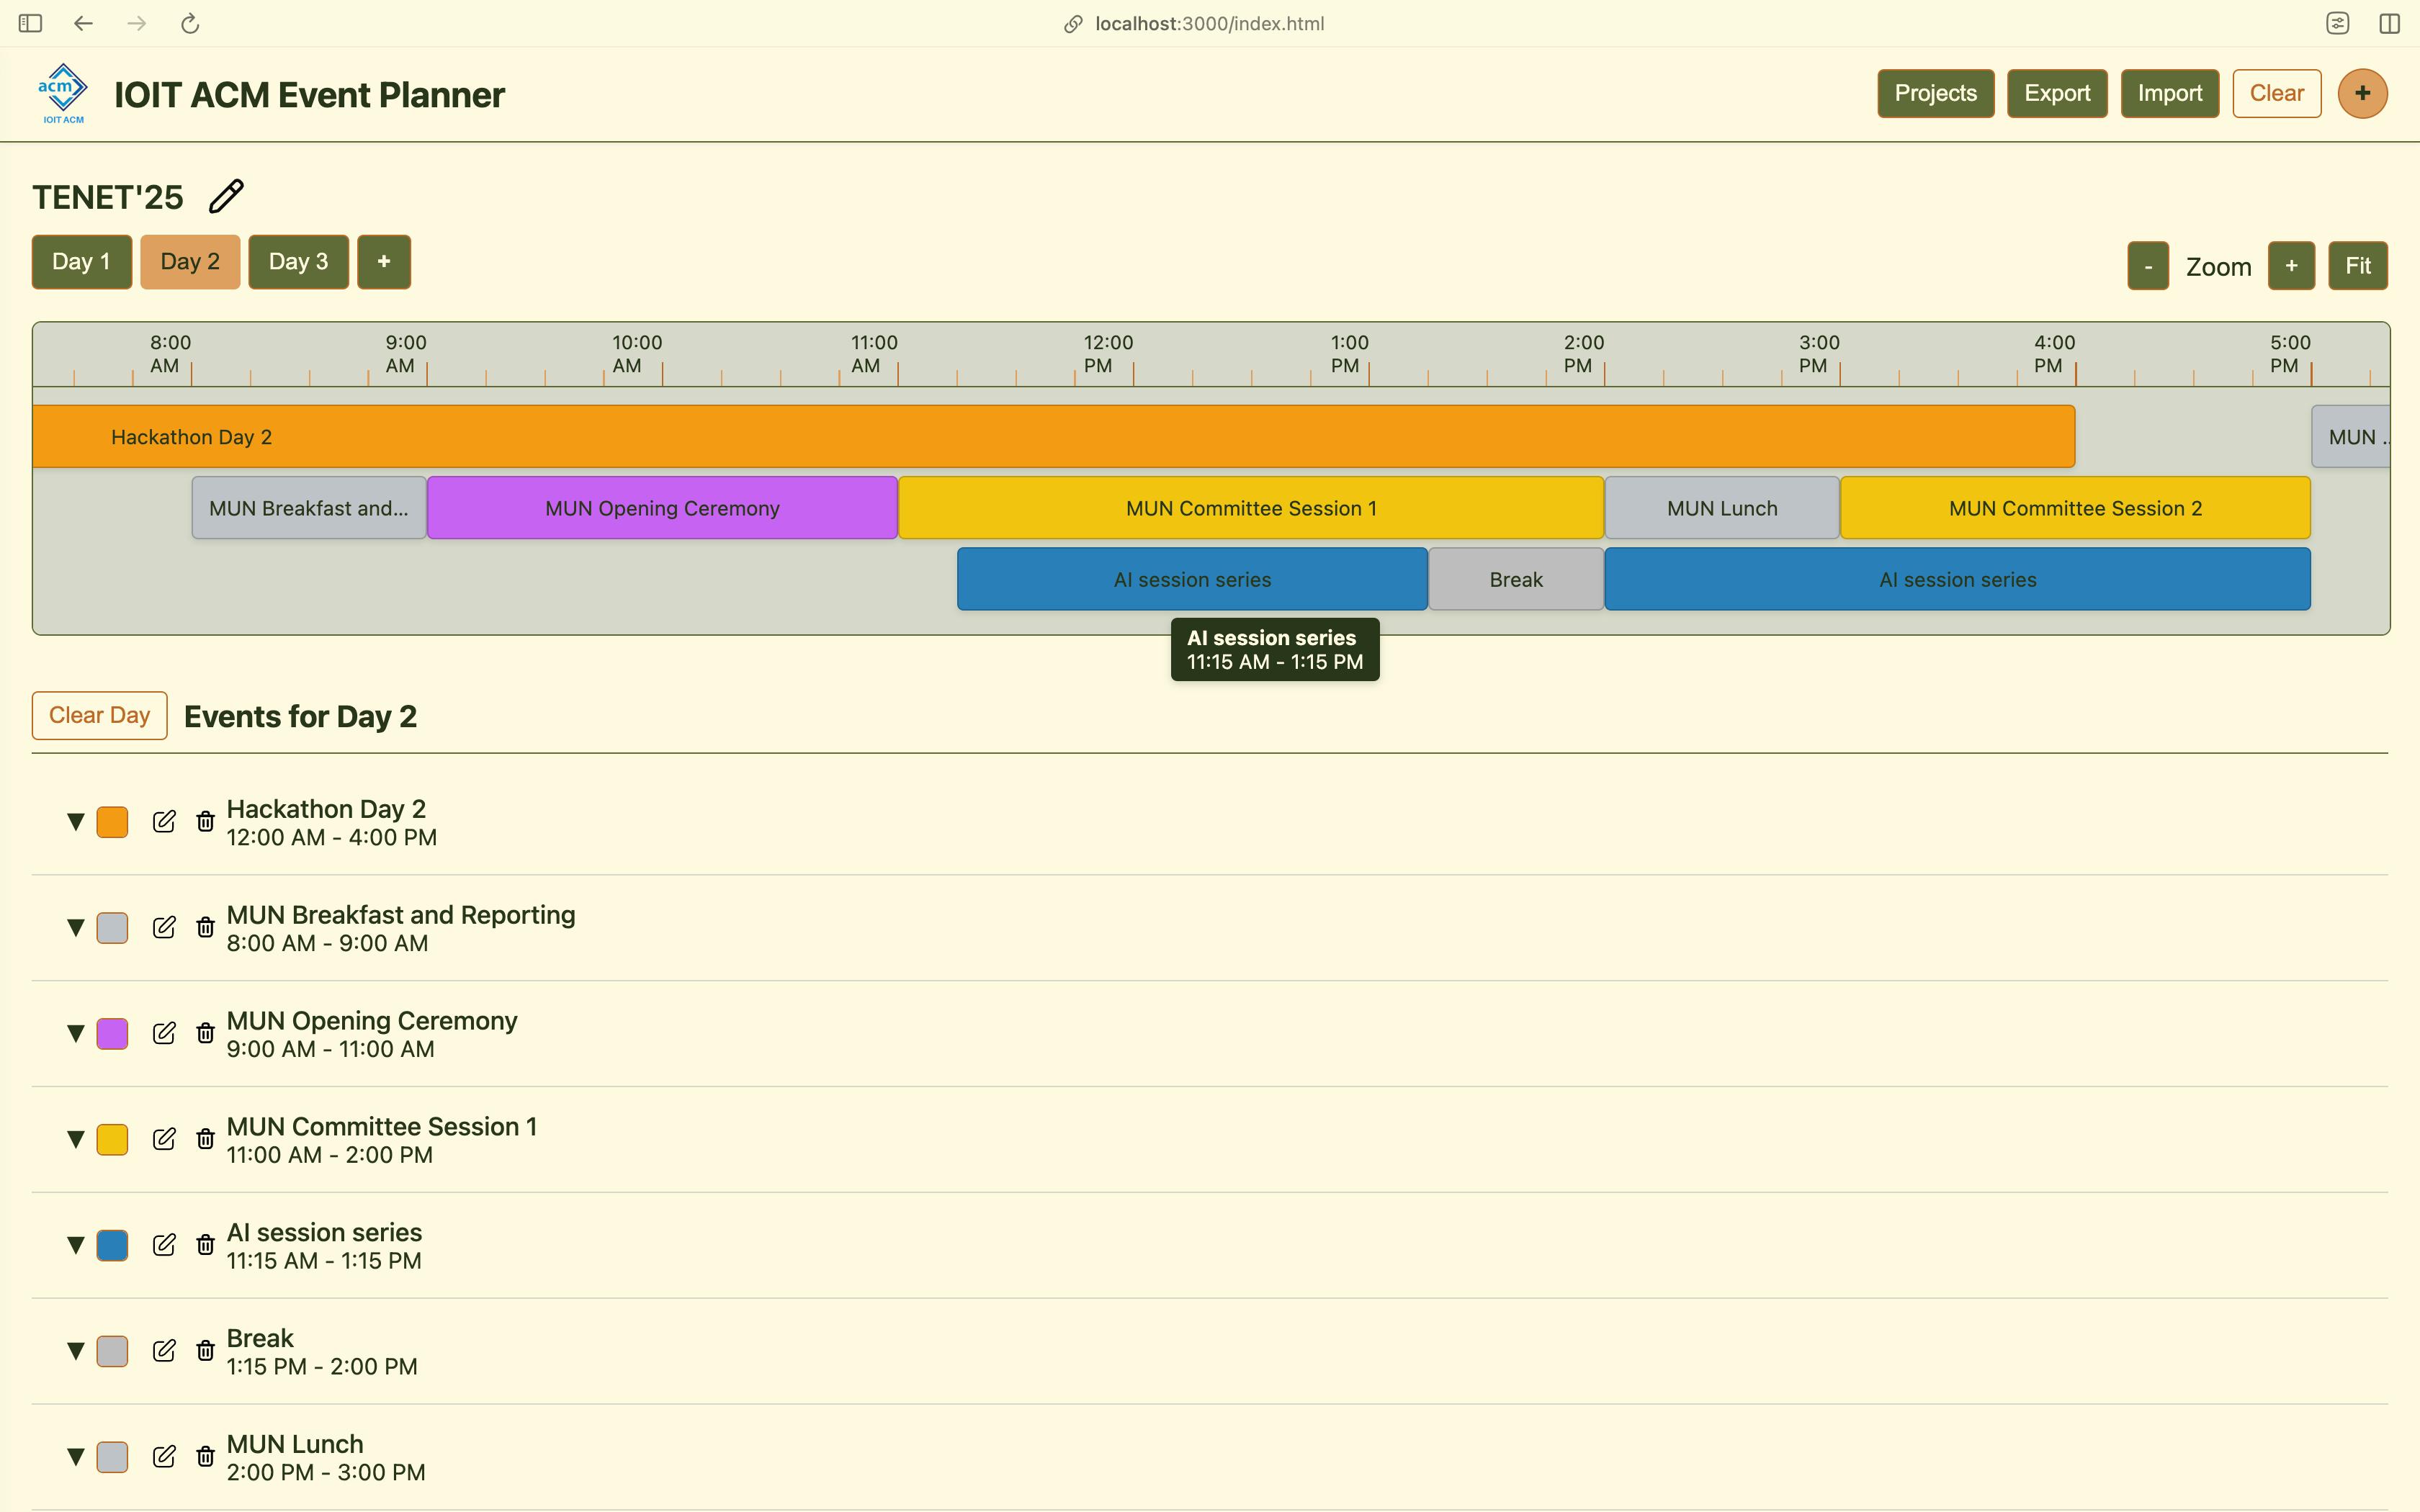 localhost:3000/index.html
acm
IOIT ACM
IOIT ACM Event Planner
Projects
Export
Import
Clear
+
TENET'25
Day 1
Day 2
Day 3
+
-
Zoom
+
Fit
8:00
AM
9:00
AM
10:00
AM
11:00
AM
12:00
PM
1:00
PM
2:00
PM
3:00
PM
4:00
PM
5:00
PM
Hackathon Day 2
MUN ..
MUN Breakfast and...
MUN Opening Ceremony
MUN Committee Session 1
MUN Lunch
MUN Committee Session 2
AI session series
Break
AI session series
AI session series
11:15 AM - 1:15 PM
Clear Day
Events for Day 2
Hackathon Day 2
12:00 AM - 4:00 PM
MUN Breakfast and Reporting
8:00 AM - 9:00 AM
MUN Opening Ceremony
9:00 AM - 11:00 AM
MUN Committee Session 1
11:00 AM - 2:00 PM
AI session series
11:15 AM - 1:15 PM
Break
1:15 PM - 2:00 PM
MUN Lunch
2:00 PM - 3:00 PM